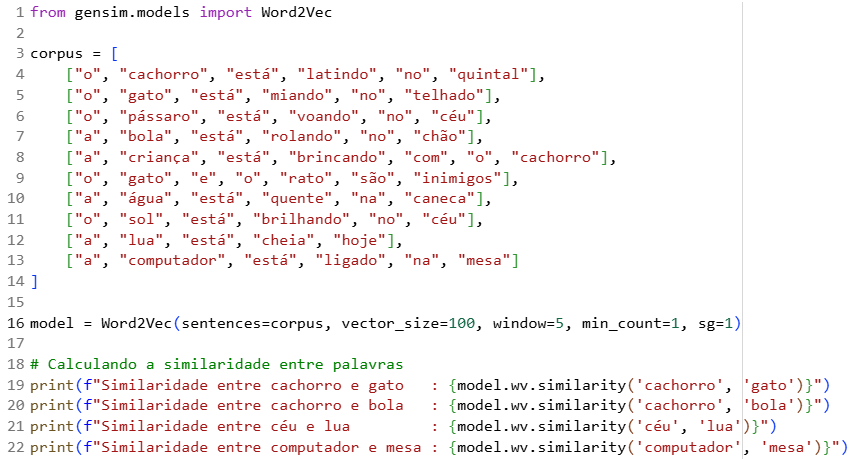 1 from gensim.models import Word2Vec
2
3 corpus = [
4     ["o", "cachorro", "está", "latindo", "no", "quintal"],
5     ["o", "gato", "está", "miando", "no", "telhado"],
6     ["o", "pássaro", "está", "voando", "no", "céu"],
7     ["a", "bola", "está", "rolando", "no", "chão"],
8     ["a", "criança", "está", "brincando", "com", "o", "cachorro"],
9     ["o", "gato", "e", "o", "rato", "são", "inimigos"],
10     ["a", "água", "está", "quente", "na", "caneca"],
11     ["o", "sol", "está", "brilhando", "no", "céu"],
12     ["a", "lua", "está", "cheia", "hoje"],
13     ["a", "computador", "está", "ligado", "na", "mesa"]
14 ]
15
16 model = Word2Vec(sentences=corpus, vector_size=100, window=5, min_count=1, sg=1)
17
18 # Calculando a similaridade entre palavras
19 print(f"Similaridade entre cachorro e gato   : {model.wv.similarity('cachorro', 'gato')}")
20 print(f"Similaridade entre cachorro e bola   : {model.wv.similarity('cachorro', 'bola')}")
21 print(f"Similaridade entre céu e lua         : {model.wv.similarity('céu', 'lua')}")
22 print(f"Similaridade entre computador e mesa : {model.wv.similarity('computador', 'mesa')}")